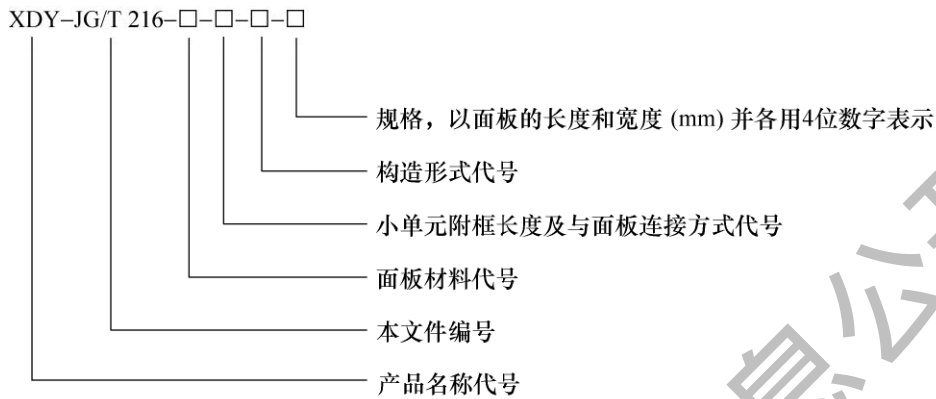 XDY-JG/T 216-□-□-□-□
规格，以面板的长度和宽度 (mm) 并各用4位数字表示
构造形式代号
小单元附框长度及与面板连接方式代号
面板材料代号
本文件编号
产品名称代号
息公